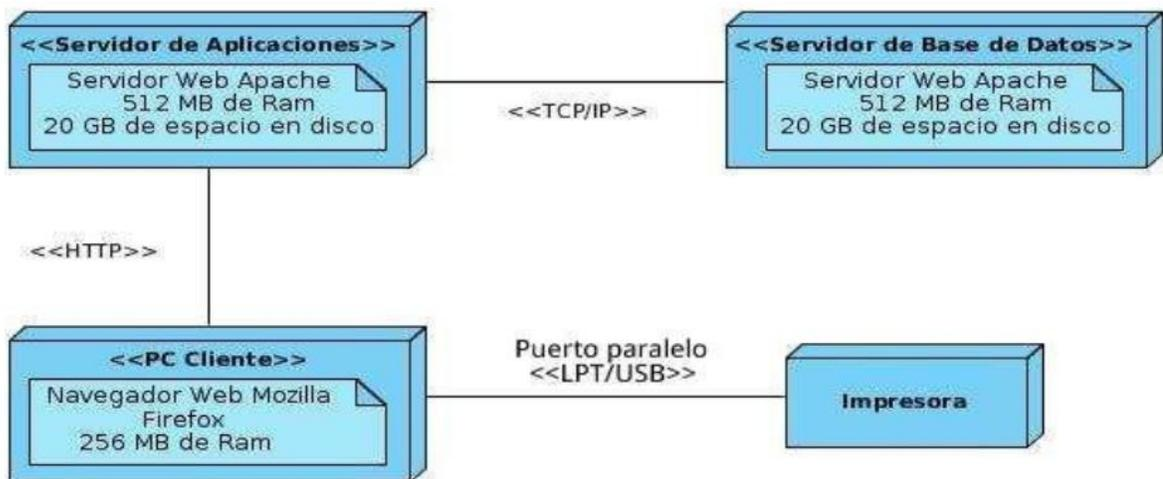 <<Servidor de Aplicaciones>>
Servidor Web Apache
512 MB de Ram
20 GB de espacio en disco
<<TCP/IP>>
<<Servidor de Base de Datos>>
Servidor Web Apache
512 MB de Ram
20 GB de espacio en disco
<<HTTP>>
<<PC Cliente>>
Navegador Web Mozilla
Firefox
256 MB de Ram
Puerto paralelo
<<LPT/USB>>
Impresora